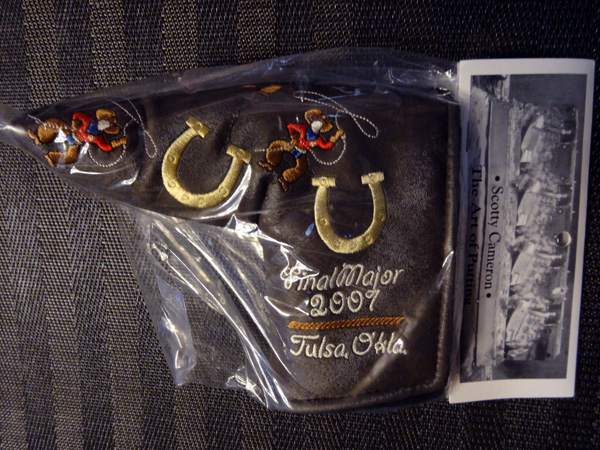 Final Major
2007
Tulsa, Okla.
• Scotty Cameron •
The Art of Putting